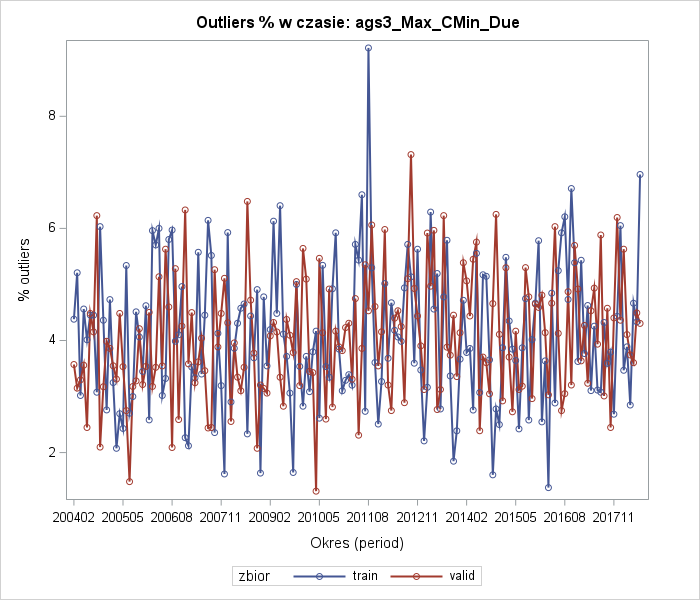 Outliers % w czasie: ags3_Max_CMin_Due
% outliers
8
6
4
2
200402 200505 200608 200711 200902 201005 201108 201211 201402 201505 201608 201711
Okres (period)
zbior train valid